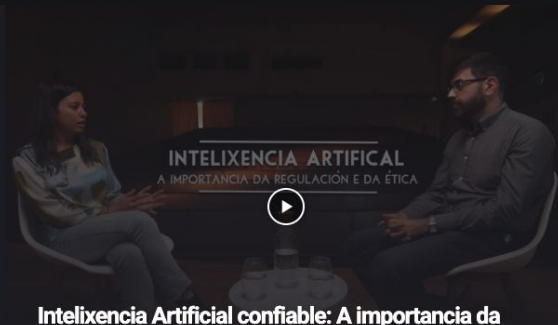 INTELIXENCIA ARTIFICAL
A IMPORTANCIA DA REGULACIÓN E DA ÉTICA
Intelixencia Artificial confiable: A importancia da